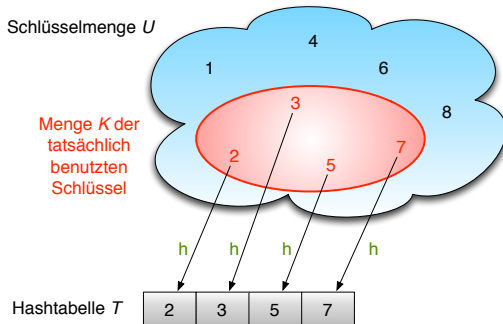 Schlüsselmenge U
4
1
6
3
8
Menge K der
tatsächlich
benutzten
Schlüssel
2
5
7
h
h
h
h
Hashtabelle T
2 3 5 7